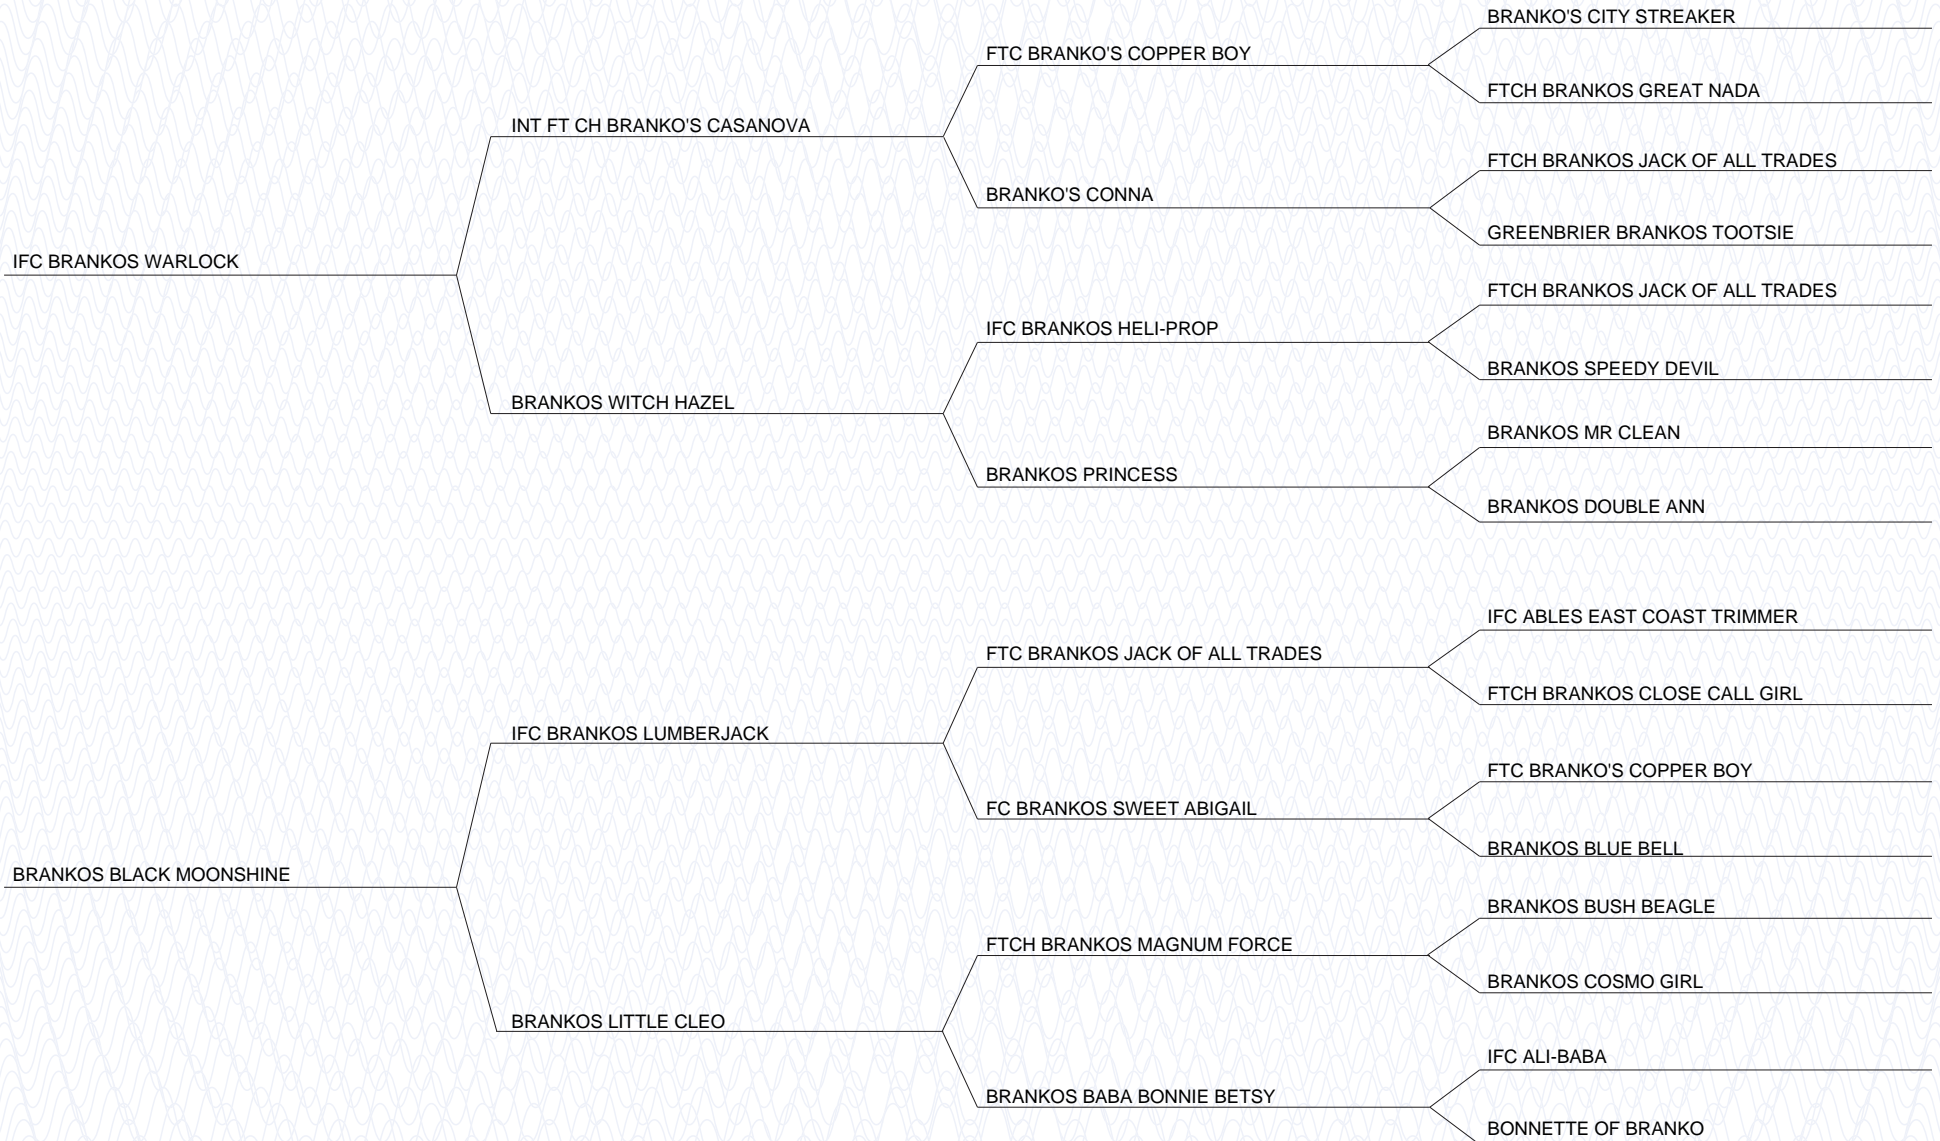 BRANKO'S CITY STREAKER
FTC BRANKO'S COPPER BOY
FTCH BRANKOS GREAT NADA
INT FT CH BRANKO'S CASANOVA
FTCH BRANKOS JACK OF ALL TRADES
BRANKO'S CONNA
GREENBRIER BRANKOS TOOTSIE
IFC BRANKOS WARLOCK
FTCH BRANKOS JACK OF ALL TRADES
IFC BRANKOS HELI-PROP
BRANKOS SPEEDY DEVIL
BRANKOS WITCH HAZEL
BRANKOS MR CLEAN
BRANKOS PRINCESS
BRANKOS DOUBLE ANN
IFC ABLES EAST COAST TRIMMER
FTC BRANKOS JACK OF ALL TRADES
FTCH BRANKOS CLOSE CALL GIRL
IFC BRANKOS LUMBERJACK
FTC BRANKO'S COPPER BOY
FC BRANKOS SWEET ABIGAIL
BRANKOS BLUE BELL
BRANKOS BLACK MOONSHINE
BRANKOS BUSH BEAGLE
FTCH BRANKOS MAGNUM FORCE
BRANKOS COSMO GIRL
BRANKOS LITTLE CLEO
IFC ALI-BABA
BRANKOS BABA BONNIE BETSY
BONNETTE OF BRANKO